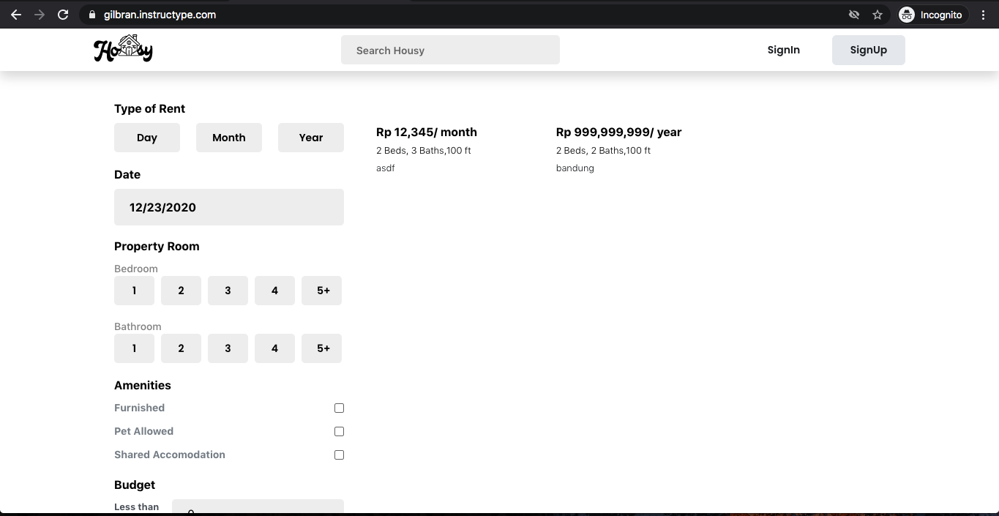 gilbran.instructype.com
Incognito
Housy
Search Housy
SignIn
SignUp
Type of Rent
Day
Month
Year
Date
12/23/2020
Property Room
Bedroom
1
2
3
4
5+
Bathroom
1
2
3
4
5+
Amenities
Furnished
Pet Allowed
Shared Accomodation
Budget
Less than
Rp 12,345/ month
2 Beds, 3 Baths,100 ft
asdf
Rp 999,999,999/ year
2 Beds, 2 Baths,100 ft
bandung